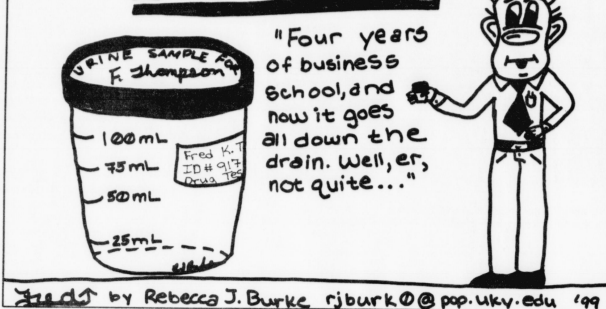 URINE SAMPLE FOR
F. Thompson
100mL
75mL
50mL
25mL
Fred K. T
ID # 917
Drug Tes
"Four years
of business
school, and
now it goes
all down the
drain. Well, er,
not quite..."
by Rebecca J. Burke rjburk0@pop.uky.edu '99